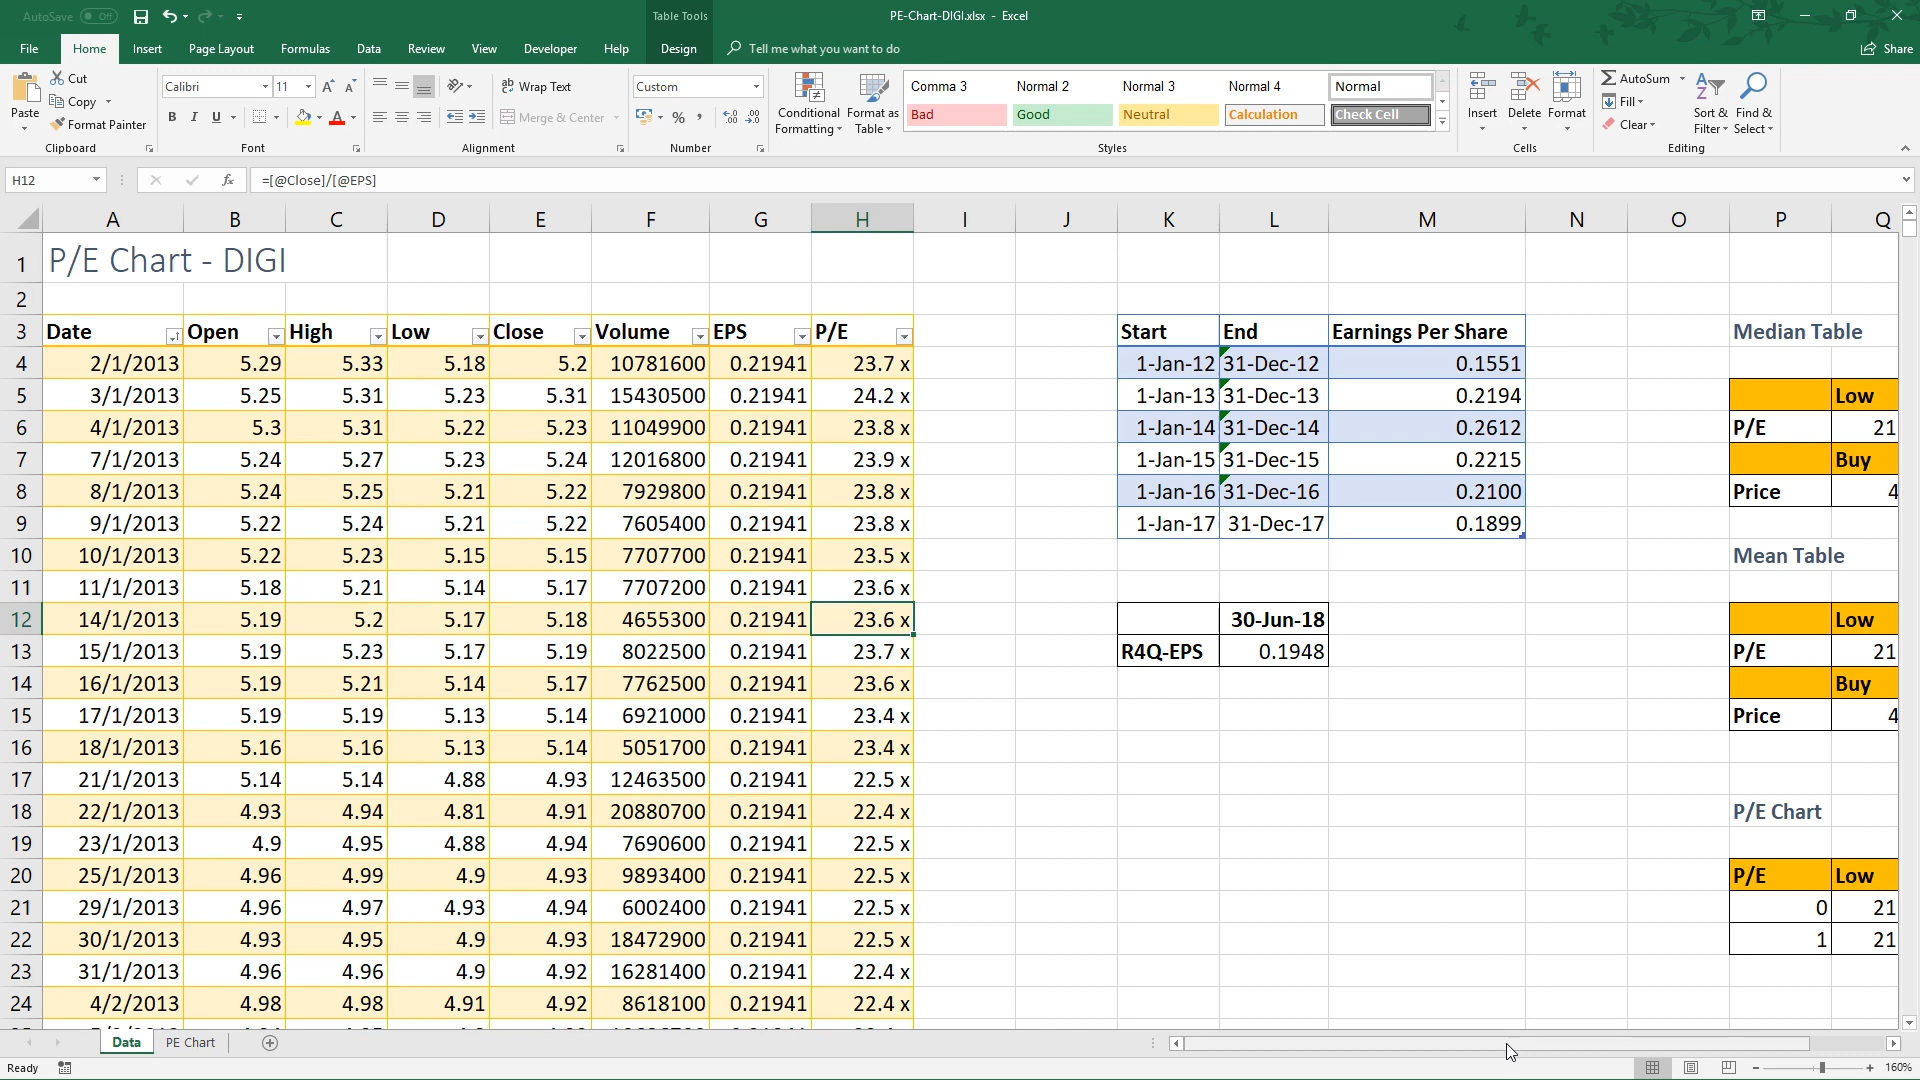 AutoSave Off Table Tools PE-Chart-DIGI.xlsx - Excel
File Home Insert Page Layout Formulas Data Review View Developer Help Design Tell me what you want to do Share
Paste Cut Copy Format Painter Clipboard
Calibri 11 B I U A Font
Wrap Text Merge & Center Alignment
Custom % Number
Conditional Formatting Format as Table
Comma 3 Normal 2 Normal 3 Normal 4 Normal
Bad Good Neutral Calculation Check Cell
Styles
Insert Delete Format Cells
AutoSum Fill Clear Sort & Filter Find & Select Editing
H12 fx =[@Close]/[@EPS]
A B C D E F G H I J K L M N O P Q
1 P/E Chart - DIGI
2
3 Date Open High Low Close Volume EPS P/E Start End Earnings Per Share Median Table
4 2/1/2013 5.29 5.33 5.18 5.2 10781600 0.21941 23.7 x 1-Jan-12 31-Dec-12 0.1551
5 3/1/2013 5.25 5.31 5.23 5.31 15430500 0.21941 24.2 x 1-Jan-13 31-Dec-13 0.2194 Low
6 4/1/2013 5.3 5.31 5.22 5.23 11049900 0.21941 23.8 x 1-Jan-14 31-Dec-14 0.2612 P/E 21
7 7/1/2013 5.24 5.27 5.23 5.24 12016800 0.21941 23.9 x 1-Jan-15 31-Dec-15 0.2215 Buy
8 8/1/2013 5.24 5.25 5.21 5.22 7929800 0.21941 23.8 x 1-Jan-16 31-Dec-16 0.2100 Price 4
9 9/1/2013 5.22 5.24 5.21 5.22 7605400 0.21941 23.8 x 1-Jan-17 31-Dec-17 0.1899
10 10/1/2013 5.22 5.23 5.15 5.15 7707700 0.21941 23.5 x Mean Table
11 11/1/2013 5.18 5.21 5.14 5.17 7707200 0.21941 23.6 x
12 14/1/2013 5.19 5.2 5.17 5.18 4655300 0.21941 23.6 x 30-Jun-18 Low
13 15/1/2013 5.19 5.23 5.17 5.19 8022500 0.21941 23.7 x R4Q-EPS 0.1948 P/E 21
14 16/1/2013 5.19 5.21 5.14 5.17 7762500 0.21941 23.6 x Buy
15 17/1/2013 5.19 5.19 5.13 5.14 6921000 0.21941 23.4 x Price 4
16 18/1/2013 5.16 5.16 5.13 5.14 5051700 0.21941 23.4 x
17 21/1/2013 5.14 5.14 4.88 4.93 12463500 0.21941 22.5 x
18 22/1/2013 4.93 4.94 4.81 4.91 20880700 0.21941 22.4 x P/E Chart
19 23/1/2013 4.9 4.95 4.88 4.94 7690600 0.21941 22.5 x
20 25/1/2013 4.96 4.99 4.9 4.93 9893400 0.21941 22.5 x P/E Low
21 29/1/2013 4.96 4.97 4.93 4.94 6002400 0.21941 22.5 x 0 21
22 30/1/2013 4.93 4.95 4.9 4.93 18472900 0.21941 22.5 x 1 21
23 31/1/2013 4.96 4.96 4.9 4.92 16281400 0.21941 22.4 x
24 4/2/2013 4.98 4.98 4.91 4.92 8618100 0.21941 22.4 x
Data PE Chart
Ready 160%